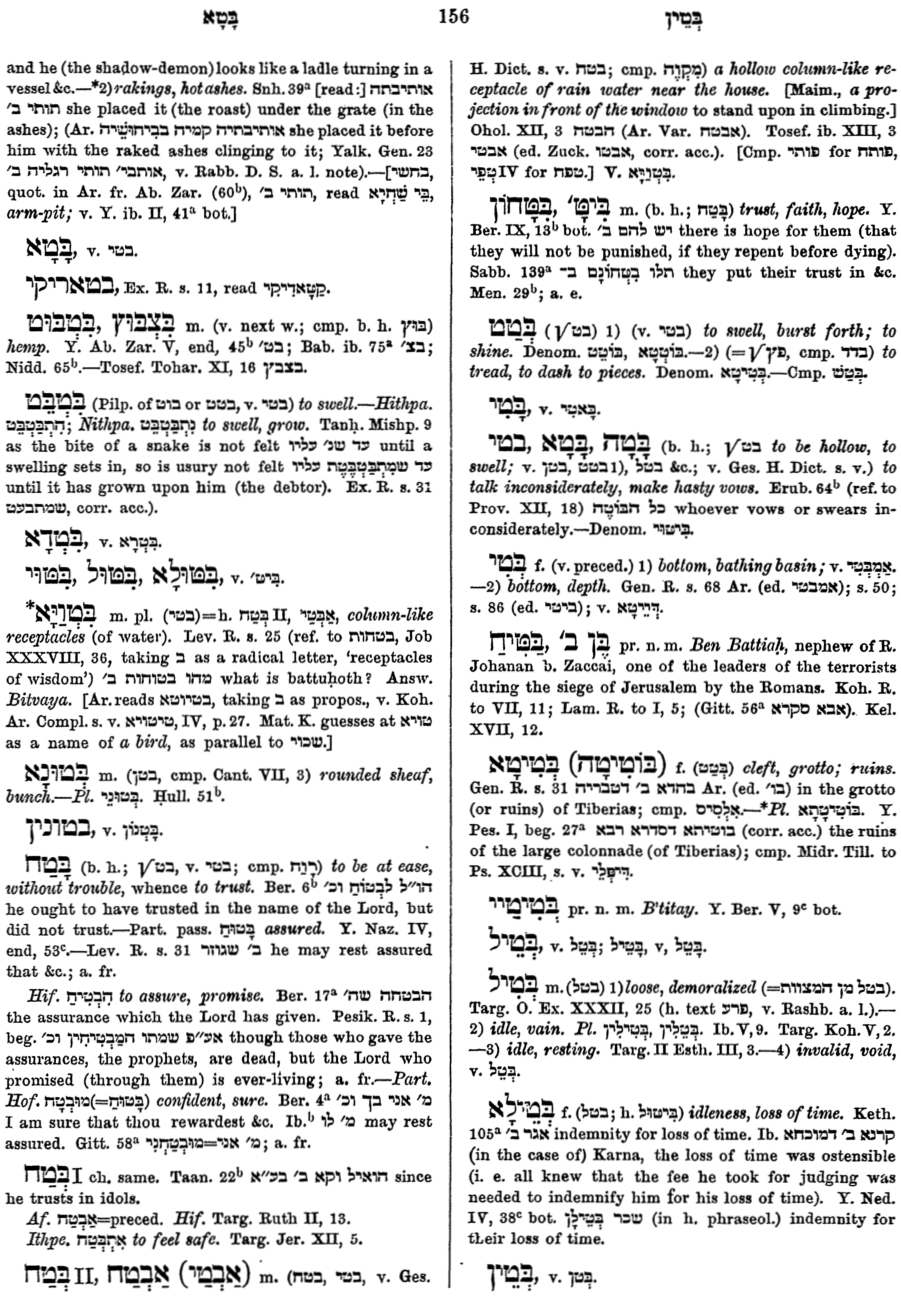 בָּטָא 156 בְּטֵין
and he (the shadow-demon) looks like a ladle turning in a
vessel &c.—*2) rakings, hot ashes. Snh. 39ᵃ [read:] אותיבתה
תותי ב׳ she placed it (the roast) under the grate (in the
ashes); (Ar. אותיבתיה קמיה בביחושיה she placed it before
him with the raked ashes clinging to it; Yalk. Gen. 23
אותבי׳ תותי רגליה ב׳, v. Rabb. D. S. a. l. note).—[בחשי׳,
quot. in Ar. fr. Ab. Zar. (60ᵇ), תותי ב׳, read בֵּי שַׁחְיָא,
arm-pit; v. Y. ib. II, 41ᵃ bot.]
בְּטָא, v. בטי.
בטאריקי, Ex. R. s. 11, read קַטָאדִיקֵי.
בִּטְבּוּט, בִּצְבּוּץ m. (v. next w.; cmp. b. h. בּוּץ)
hemp. Y. Ab. Zar. V, end, 45ᵇ בט׳; Bab. ib. 75ᵃ בצ׳;
Nidd. 65ᵇ.—Tosef. Tohar. XI, 16 בצבץ.
בִּטְבֵּט (Pilp. of בוט or בטט, v. בטי) to swell.—Hithpa.
הִתְבַּטְבֵּט; Nithpa. נִתְבַּטְבֵּט to swell, grow. Tanḥ. Mishp. 9
as the bite of a snake is not felt עד שנ׳ עליו until a
swelling sets in, so is usury not felt עד שמתבַּטְבֶּטֶת עליו
until it has grown upon him (the debtor). Ex. R. s. 31
שמתבעט, corr. acc.).
בִּטְדָא, v. בִּטְרָא.
בִּטּוּלָא, בִּטּוּל, בִּטּוּי, v. בִּיט׳.
*בִּטְוַיָּא m. pl. (בטי)=h. בֶּטַח II, אֲבְּטֵי, column-like
receptacles (of water). Lev. R. s. 25 (ref. to בטחות, Job
XXXVIII, 36, taking ב as a radical letter, ‘receptacles
of wisdom’) מהו בטוחות ב׳ what is battuḥoth? Answ.
Bitvaya. [Ar. reads בטיווטא, taking ב as propos., v. Koh.
Ar. Compl. s. v. טיטויא, IV, p. 27. Mat. K. guesses at טויא
as a name of a bird, as parallel to שכוי.]
בְּטוּנָא m. (בטן, cmp. Cant. VII, 3) rounded sheaf,
bunch.—Pl. בְּטוּנֵי. Ḥull. 51ᵇ.
בטונין, v. בִּטְנוֹן.
בָּטַח (b. h.; √בט, v. בטי; cmp. רָוַח) to be at ease,
without trouble, whence to trust. Ber. 6ᵇ הו״ל לִבְטוֹחַ וכ׳
he ought to have trusted in the name of the Lord, but
did not trust.—Part. pass. בָּטוּחַ assured. Y. Naz. IV,
end, 53ᶜ.—Lev. R. s. 31 ב׳ שגוזר he may rest assured
that &c.; a. fr.
Hif. הִבְטִיחַ to assure, promise. Ber. 17ᵃ הבטחה שה׳
the assurance which the Lord has given. Pesik. R. s. 1,
beg. אע״פ שמתו המַבְטִיחִין וכ׳ though those who gave the
assurances, the prophets, are dead, but the Lord who
promised (through them) is ever-living; a. fr.—Part.
Hof. מוּבְטָח(=בָּטוּחַ) confident, sure. Ber. 4ᵃ מ׳ אני בך וכ׳
I am sure that thou rewardest &c. Ib.ᵇ מ׳ לו may rest
assured. Gitt. 58ᵃ מ׳ אני=מוּבְטַחְנִי; a. fr.
בְּטַח I ch. same. Taan. 22ᵇ הואיל וקא ב׳ בע״א since
he trusts in idols.
Af. אַבְטַח=preced. Hif. Targ. Ruth II, 13.
Ithpe. אִתְבְּטַח to feel safe. Targ. Jer. XII, 5.
בְּטַח II, אַבְטַח (אַבְטֵי) m. (בטח, בטי, v. Ges.
H. Dict. s. v. בטח; cmp. מִקְוֶה) a hollow column-like re-
ceptacle of rain water near the house. [Maim., a pro-
jection in front of the window to stand upon in climbing.]
Ohol. XII, 3 הבטח (Ar. Var. אבטח). Tosef. ib. XIII, 3
אבטי (ed. Zuck. אבטו, corr. acc.). [Cmp. פותי for פותח,
טְפֵי IV for טפח.] V. בִּטְוַיָּא.
בִּטָּחוֹן, בִּיטָ׳ m. (b. h.; בָּטַח) trust, faith, hope. Y.
Ber. IX, 13ᵇ bot. יש להם ב׳ there is hope for them (that
they will not be punished, if they repent before dying).
Sabb. 139ᵃ תלו בִּטְחוֹנָם ב־ they put their trust in &c.
Men. 29ᵇ; a. e.
בָּטַט (√בט) 1) (v. בטי) to swell, burst forth; to
shine. Denom. בּוּטְטָא, בּוֹטֵט.—2) (=√פץ, cmp. בדד) to
tread, to dash to pieces. Denom. בְּטִיטָא.—Cmp. בְּטַשׁ.
בָּטֵי, v. בָּאטֵי.
בָּטָה, בָּטָא, בטי (b. h.; √בט to be hollow, to
swell; v. בטט, בטן 1), בטל &c.; v. Ges. H. Dict. s. v.) to
talk inconsiderately, make hasty vows. Erub. 64ᵇ (ref. to
Prov. XII, 18) כל הבּוֹטֶה whoever vows or swears in-
considerately.—Denom. בִּיטּוּי.
בְּטֵי f. (v. preced.) 1) bottom, bathing basin; v. אַמְבְּטֵי.
—2) bottom, depth. Gen. R. s. 68 Ar. (ed. אמבטי); s. 50;
s. 86 (ed. ביטי); v. דְּיֵיטָא.
בַּטִּיחַ, בֶּן ב׳ pr. n. m. Ben Battiaḥ, nephew of R.
Johanan b. Zaccai, one of the leaders of the terrorists
during the siege of Jerusalem by the Romans. Koh. R.
to VII, 11; Lam. R. to I, 5; (Gitt. 56ᵃ אבא סקרא). Kel.
XVII, 12.
בְּטִיטָא (בּוֹטִיטָה) f. (בְּטַט) cleft, grotto; ruins.
Gen. R. s. 31 בהדא ב׳ דטבריה Ar. (ed. בו׳) in the grotto
(or ruins) of Tiberias; cmp. אֲלְסִיס.—*Pl. בּוֹטִיטָתָא. Y.
Pes. I, beg. 27ᵃ בוטיתא דסדרא רבא (corr. acc.) the ruins
of the large colonnade (of Tiberias); cmp. Midr. Till. to
Ps. XCIII, s. v. הֵיפַּלֵי.
בְּטִיטַיי pr. n. m. B'titay. Y. Ber. V, 9ᶜ bot.
בָּטֵיל, v. בָּטֵל; בָּטֵיל, v, בָּטֵל.
בְּטֵיל m. (בטל) 1) loose, demoralized (=בטל מן המצוות).
Targ. O. Ex. XXXII, 25 (h. text פרע, v. Rashb. a. l.).—
2) idle, vain. Pl. בְּטֵלִין, בְּטֵילִין. Ib. V, 9. Targ. Koh. V, 2.
—3) idle, resting. Targ. II Esth. III, 3.—4) invalid, void,
v. בְּטֵל.
בְּטֵילָא f. (בטל; h. בִּיטּוּל) idleness, loss of time. Keth.
105ᵃ אגר ב׳ indemnity for loss of time. Ib. קרנא ב׳ דמוכחא
(in the case of) Karna, the loss of time was ostensible
(i. e. all knew that the fee he took for judging was
needed to indemnify him for his loss of time). Y. Ned.
IV, 38ᶜ bot. שכר בְּטֵילָן (in h. phraseol.) indemnity for
their loss of time.
בְּטֵין, v. בְּטן.